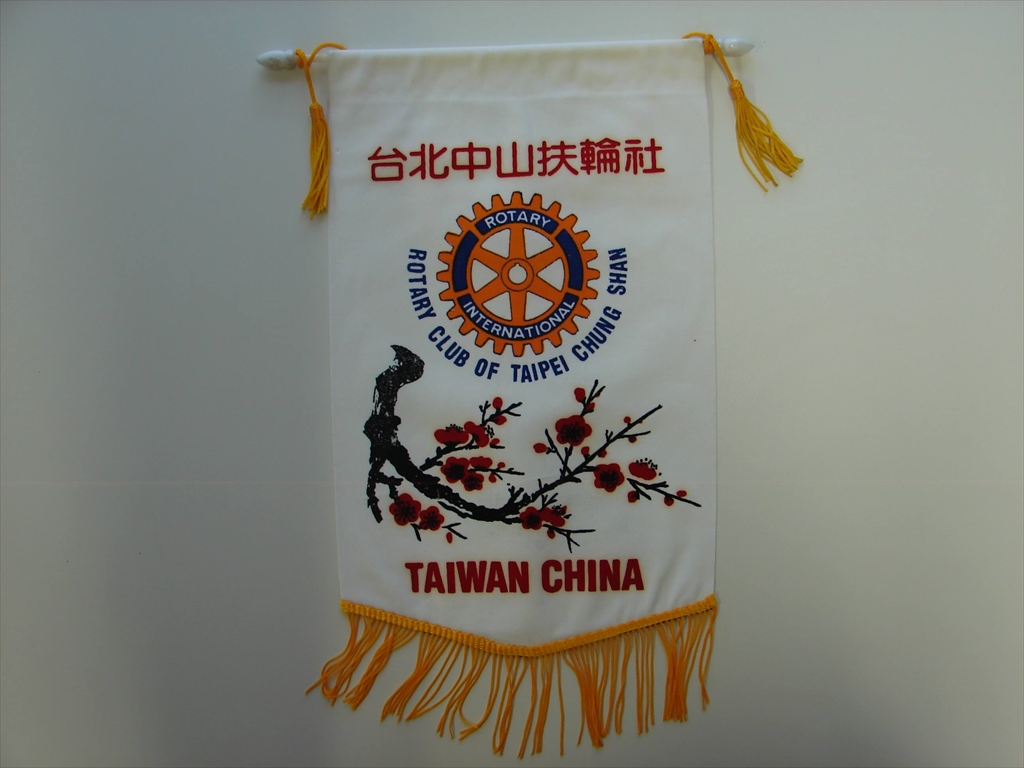 台北中山扶輪社
ROTARY
INTERNATIONAL
ROTARY CLUB OF TAIPEI CHUNG SHAN
TAIWAN CHINA